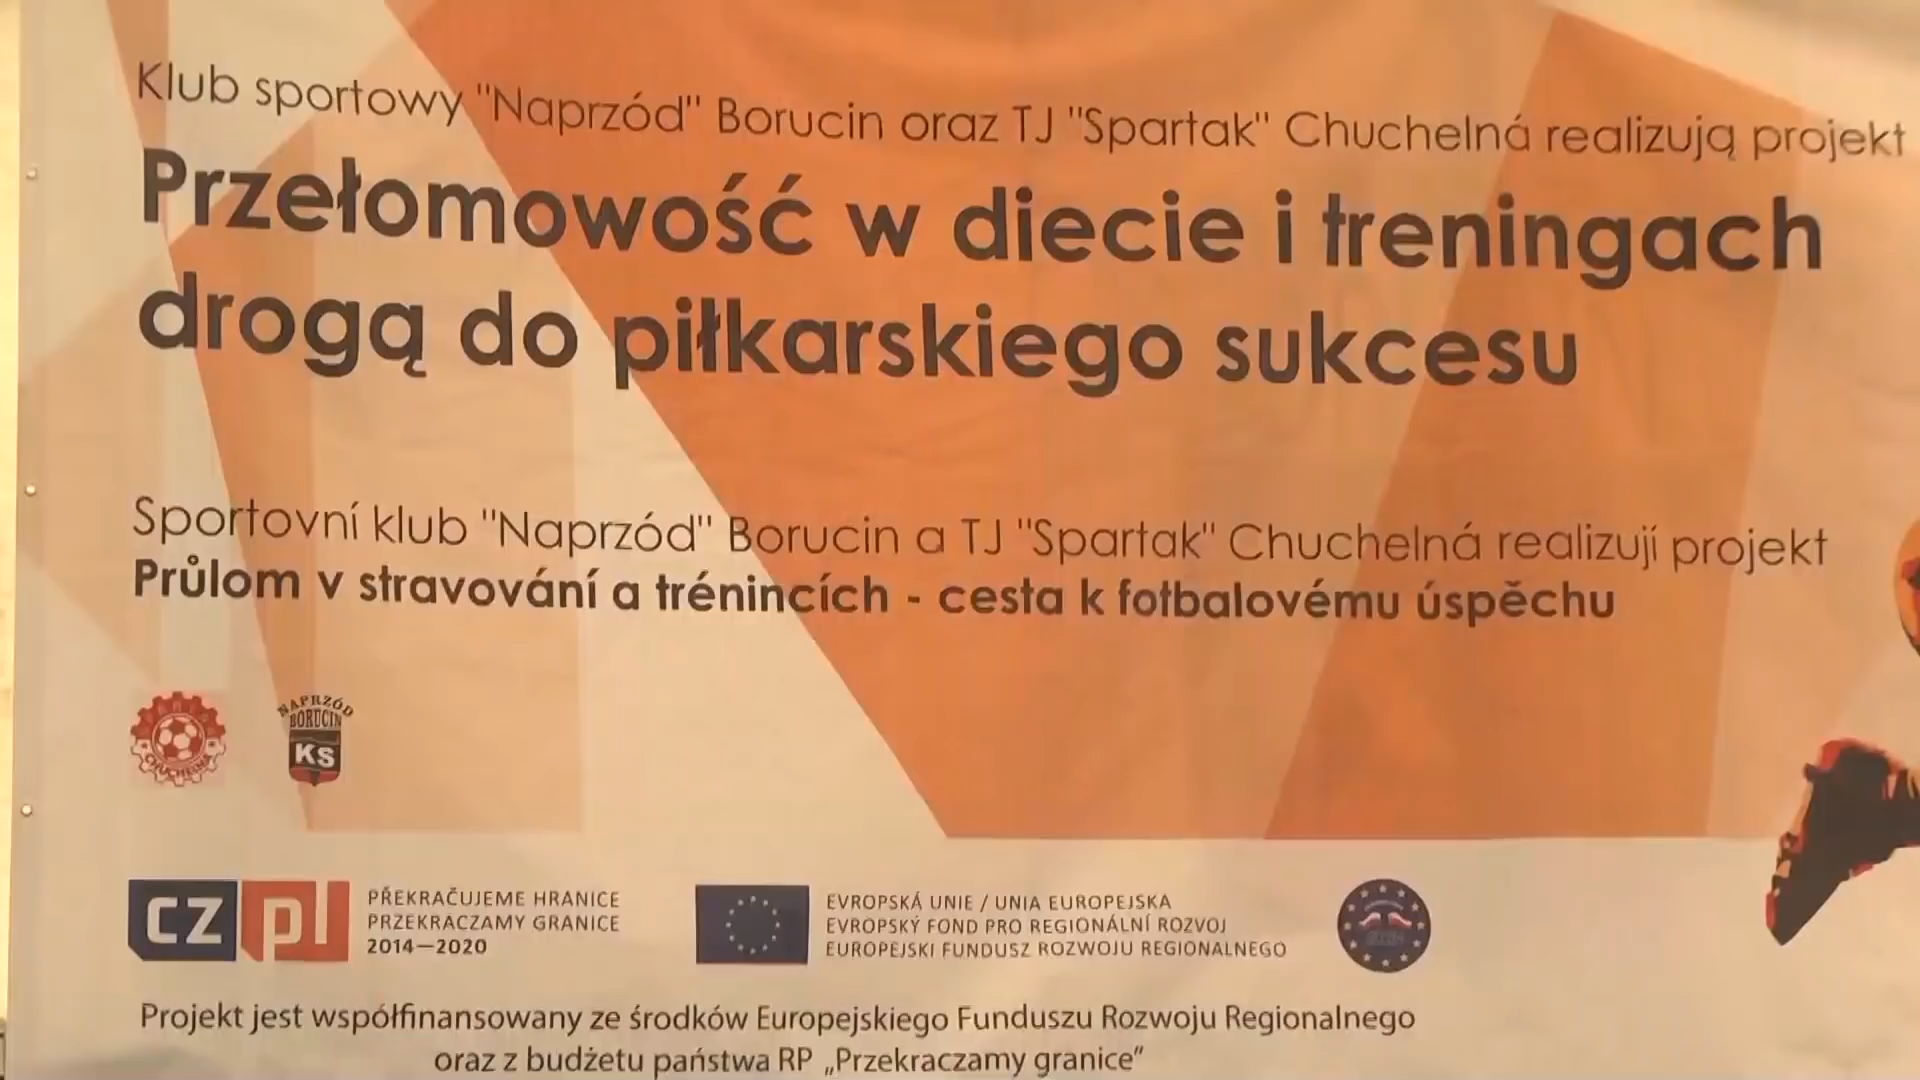 Klub sportowy "Naprzód" Borucin oraz TJ "Spartak" Chuchelná realizują projekt
Przełomowość w diecie i treningach
drogą do piłkarskiego sukcesu
Sportovní klub "Naprzód" Borucin a TJ "Spartak" Chuchelná realizují projekt
Průlom v stravování a trénincích - cesta k fotbalovému úspěchu
CHUCHELNÁ
NAPRZÓD
BORUCIN
KS
cz pl
PŘEKRAČUJEME HRANICE
PRZEKRACZAMY GRANICE
2014—2020
EVROPSKÁ UNIE / UNIA EUROPEJSKA
EVROPSKÝ FOND PRO REGIONÁLNÍ ROZVOJ
EUROPEJSKI FUNDUSZ ROZWOJU REGIONALNEGO
Projekt jest współfinansowany ze środków Europejskiego Funduszu Rozwoju Regionalnego
oraz z budżetu państwa RP „Przekraczamy granice”